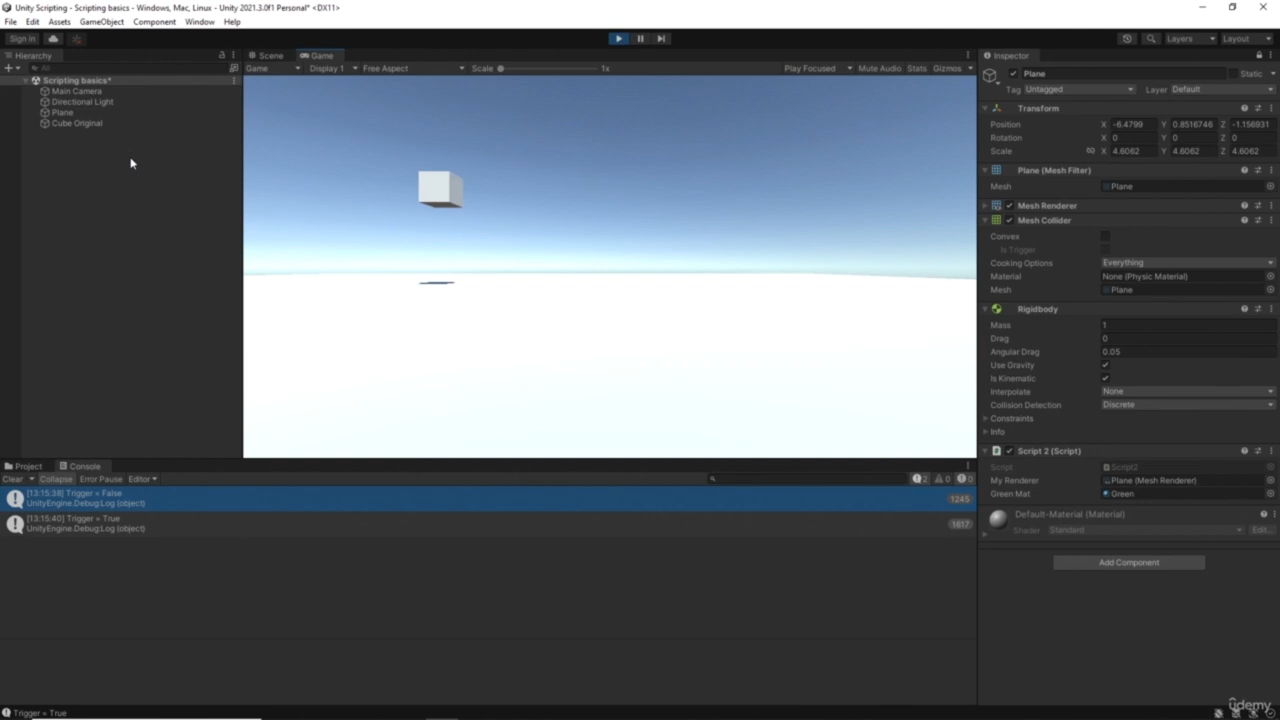 Unity Scripting - Scripting basics - Windows, Mac, Linux - Unity 2021.3.0f1 Personal* <DX11>
File Edit Assets GameObject Component Window Help
Sign in
Layers Layout
Hierarchy
All
Scripting basics*
Main Camera
Directional Light
Plane
Cube Original
Scene Game
Game Display 1 Free Aspect Scale 1x Play Focused Mute Audio Stats Gizmos
Inspector
Plane Static
Tag Untagged Layer Default
Transform
Position X -6.4799 Y 0.8516746 Z -1.156931
Rotation X 0 Y 0 Z 0
Scale X 4.6062 Y 4.6062 Z 4.6062
Plane (Mesh Filter)
Mesh Plane
Mesh Renderer
Mesh Collider
Convex
Is Trigger
Cooking Options Everything
Material None (Physic Material)
Mesh Plane
Rigidbody
Mass 1
Drag 0
Angular Drag 0.05
Use Gravity
Is Kinematic
Interpolate None
Collision Detection Discrete
Constraints
Info
Script 2 (Script)
Script Script2
My Renderer Plane (Mesh Renderer)
Green Mat Green
Default-Material (Material)
Shader Standard Edit...
Add Component
Project Console
Clear Collapse Error Pause Editor 2 0 0
[13:15:38] Trigger = False
UnityEngine.Debug:Log (object)
1245
[13:15:40] Trigger = True
UnityEngine.Debug:Log (object)
1617
Trigger = True
udemy